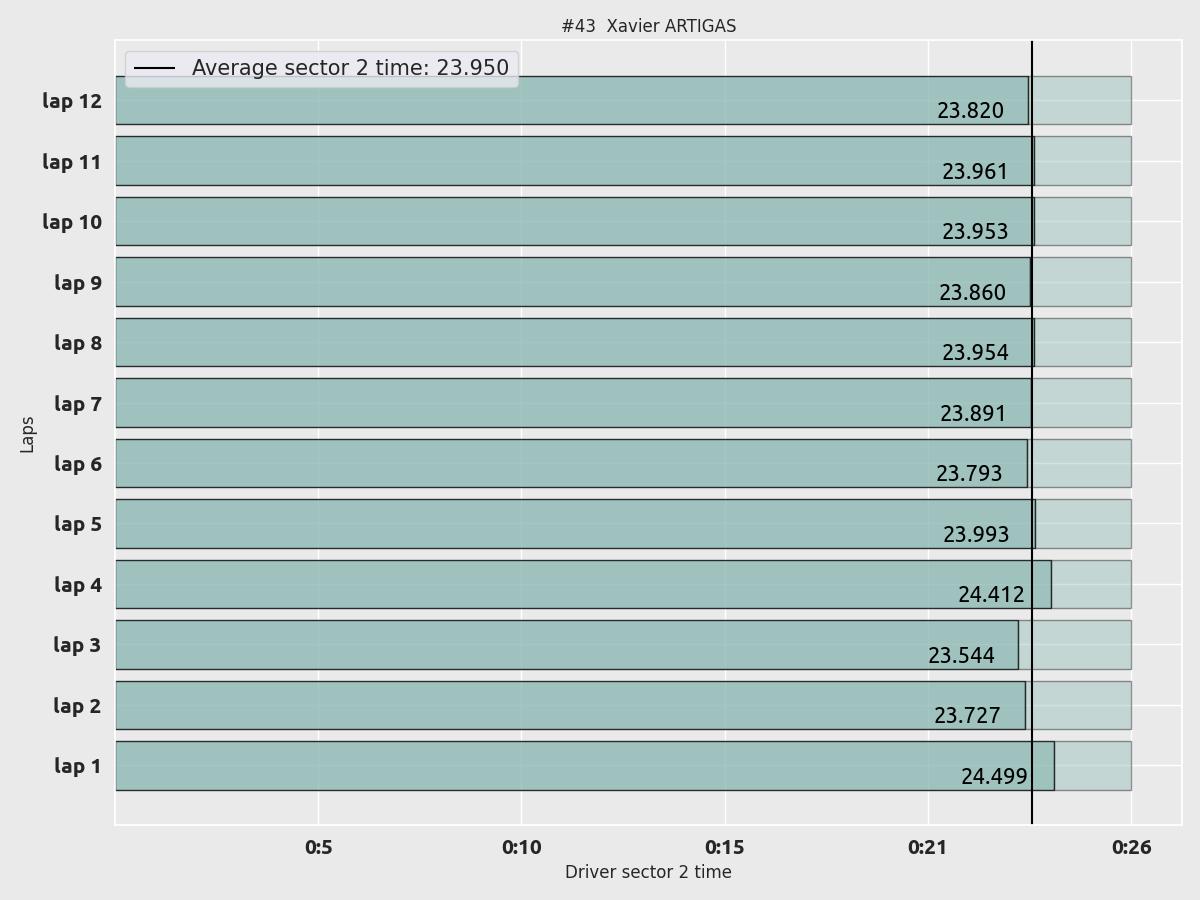 #43 Xavier ARTIGAS
Average sector 2 time: 23.950
lap 12
23.820
lap 11
23.961
lap 10
23.953
lap 9
23.860
lap 8
23.954
lap 7
23.891
lap 6
23.793
lap 5
23.993
lap 4
24.412
lap 3
23.544
lap 2
23.727
lap 1
24.499
Laps
0:5
0:10
0:15
0:21
0:26
Driver sector 2 time